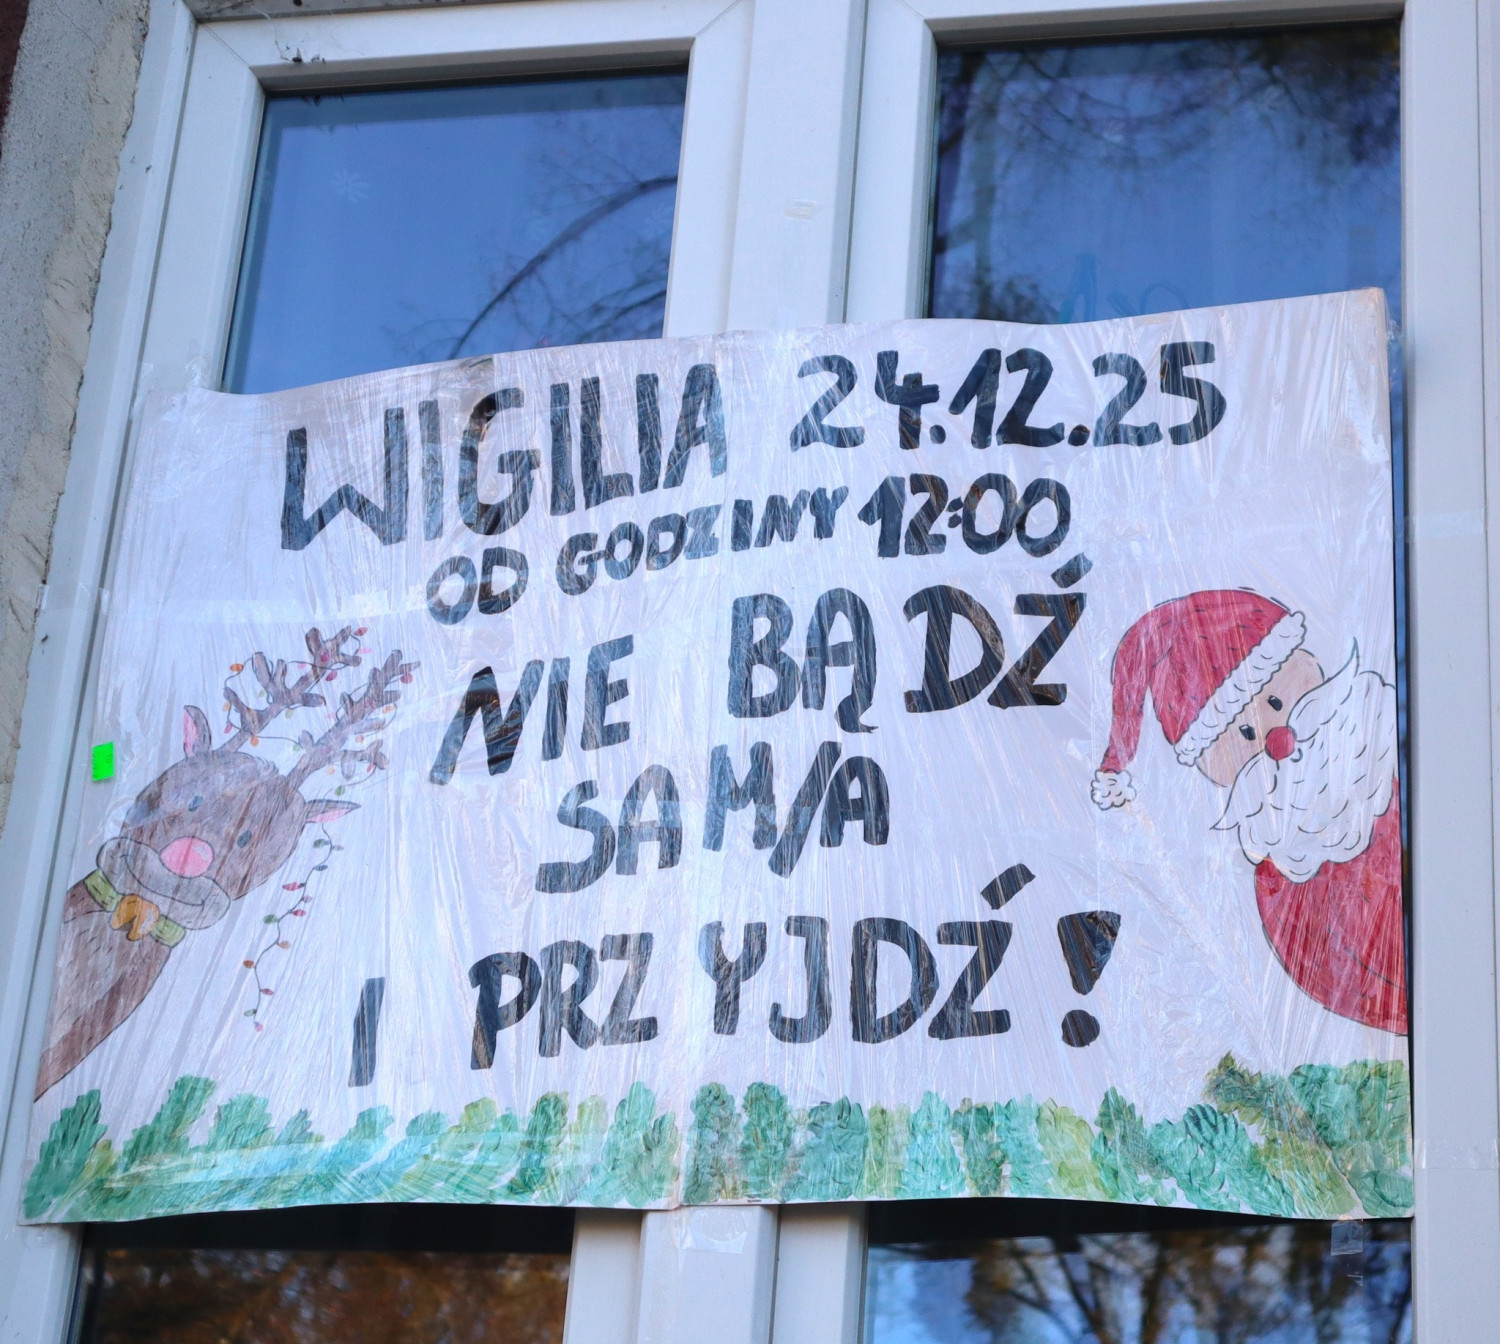 WIGILIA 24.12.25
OD GODZINY 12:00
NIE BĄDŹ
SAM/A
I PRZYJDŹ!